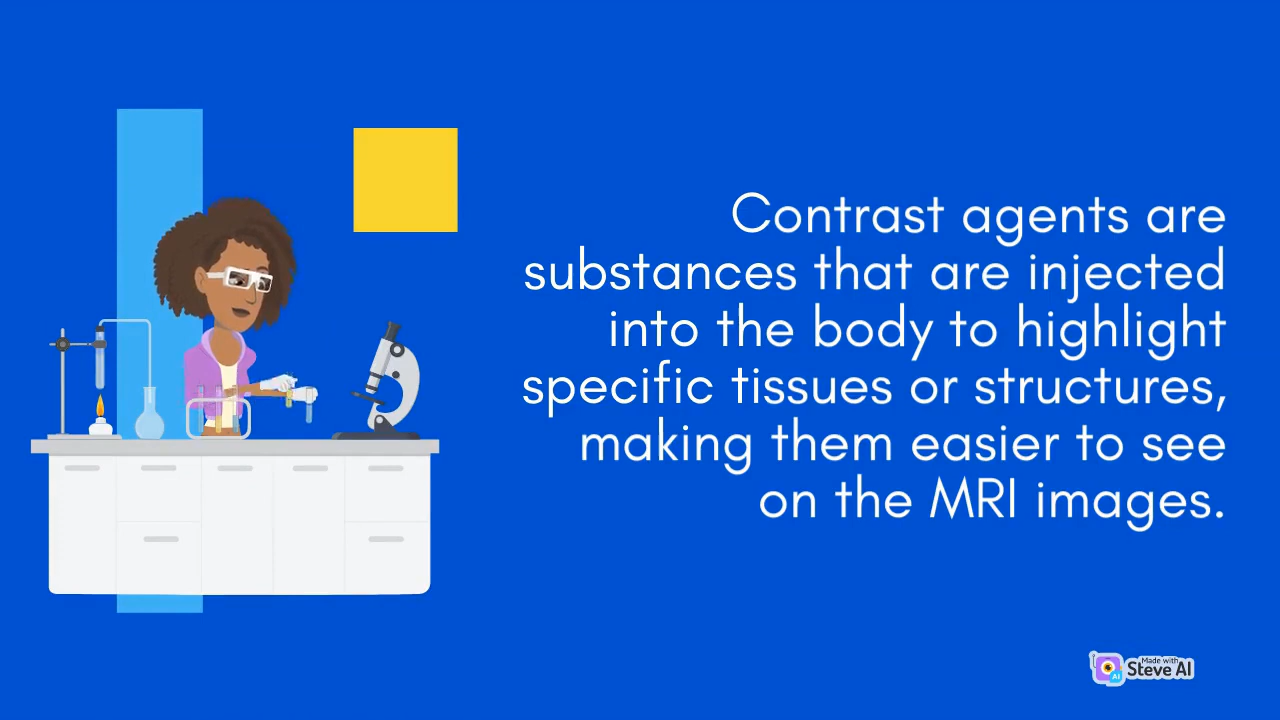 Contrast agents are
substances that are injected
into the body to highlight
specific tissues or structures,
making them easier to see
on the MRI images.
Made with
Steve AI
AI